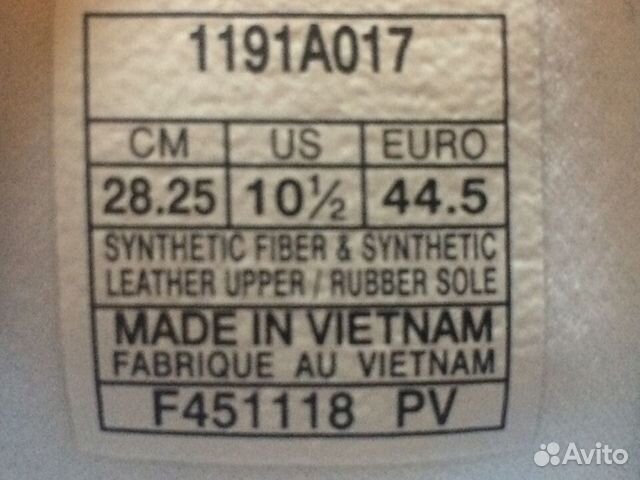 1191A017
CM US EURO
28.25 10½ 44.5
SYNTHETIC FIBER & SYNTHETIC
LEATHER UPPER / RUBBER SOLE
MADE IN VIETNAM
FABRIQUE AU VIETNAM
F451118 PV
Avito